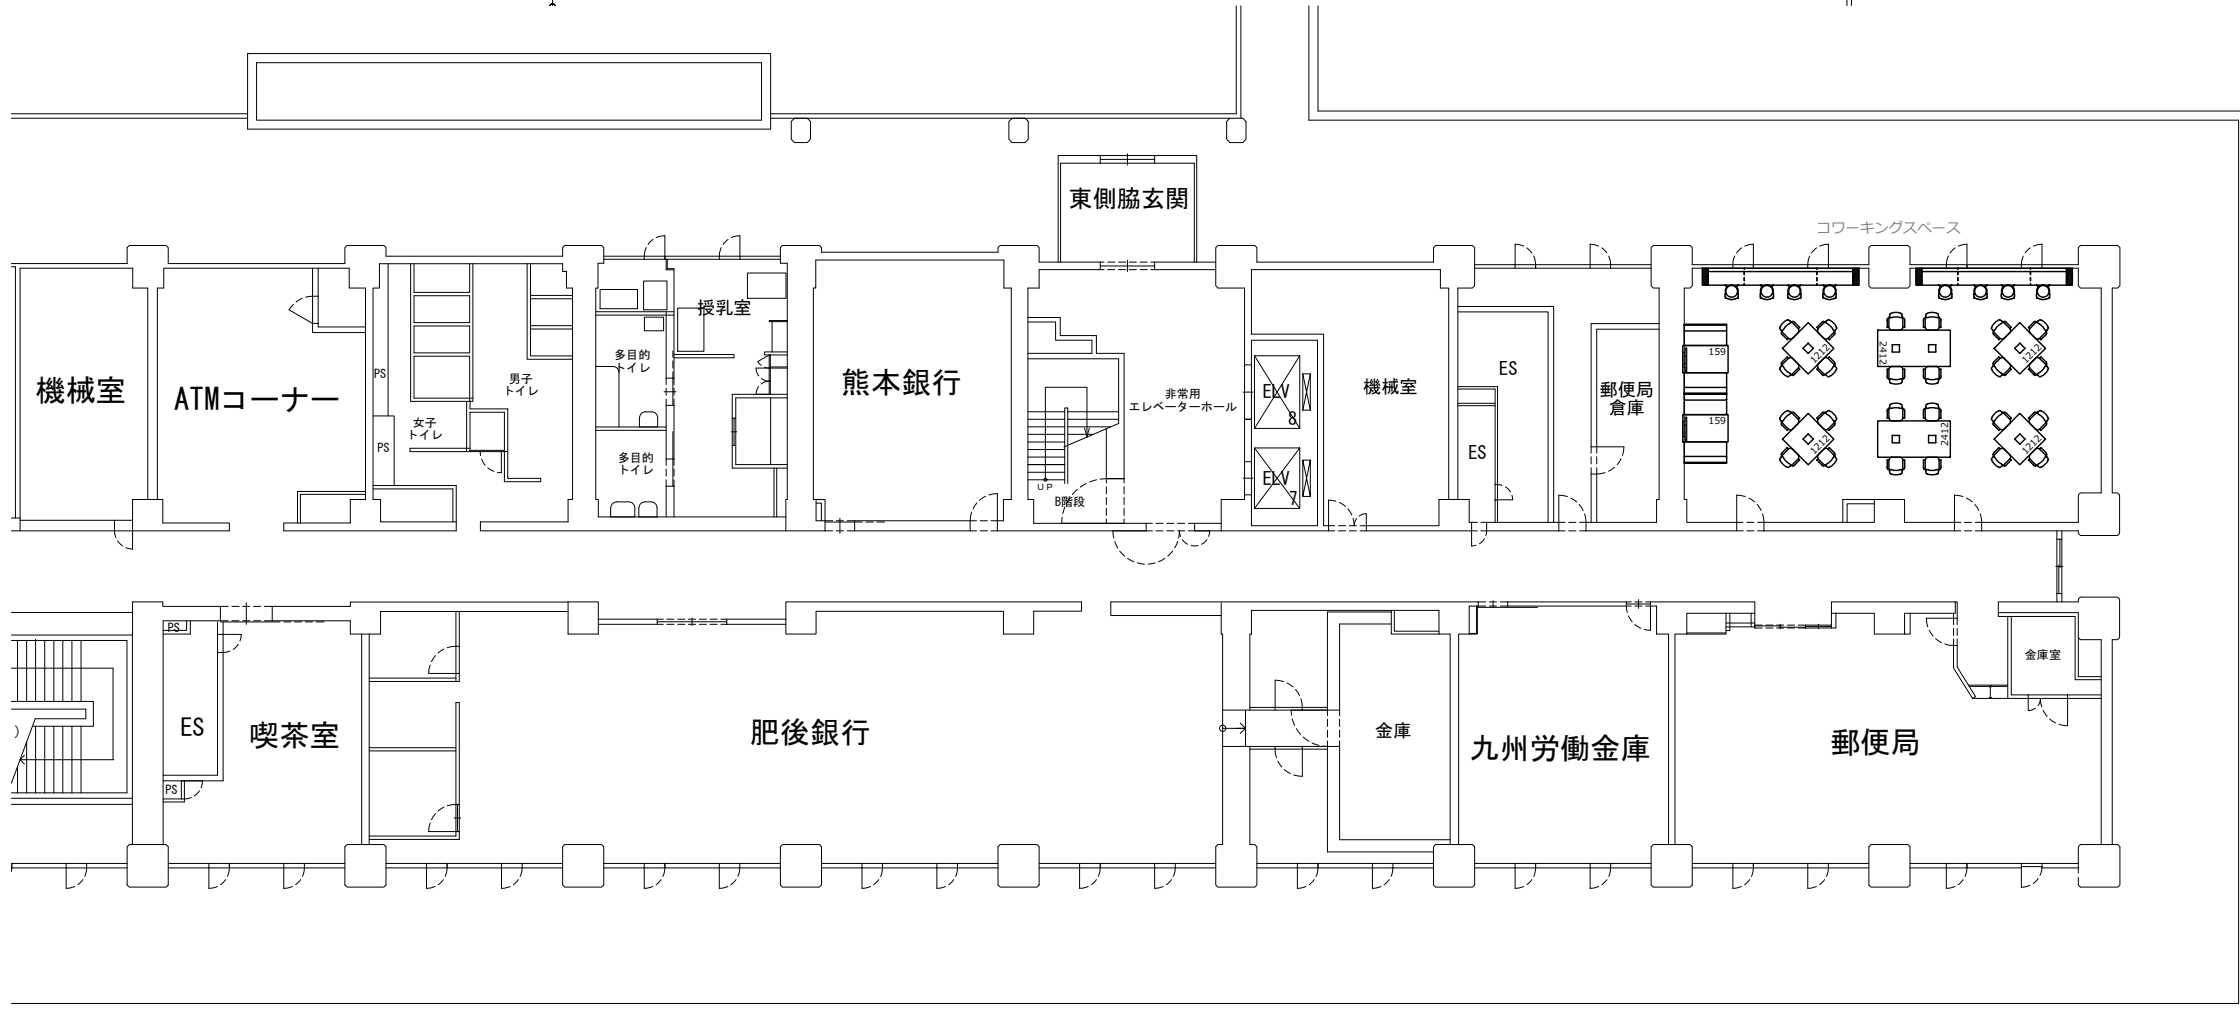 東側脇玄関
コワーキングスペース
機械室
ATMコーナー
PS
PS
女子
トイレ
男子
トイレ
多目的
トイレ
多目的
トイレ
授乳室
熊本銀行
UP
B階段
非常用
エレベーターホール
ELV
8
ELV
7
機械室
ES
ES
郵便局
倉庫
159
159
1212
2412
1212
1212
2412
1212
PS
ES
PS
喫茶室
肥後銀行
金庫
九州労働金庫
郵便局
金庫室